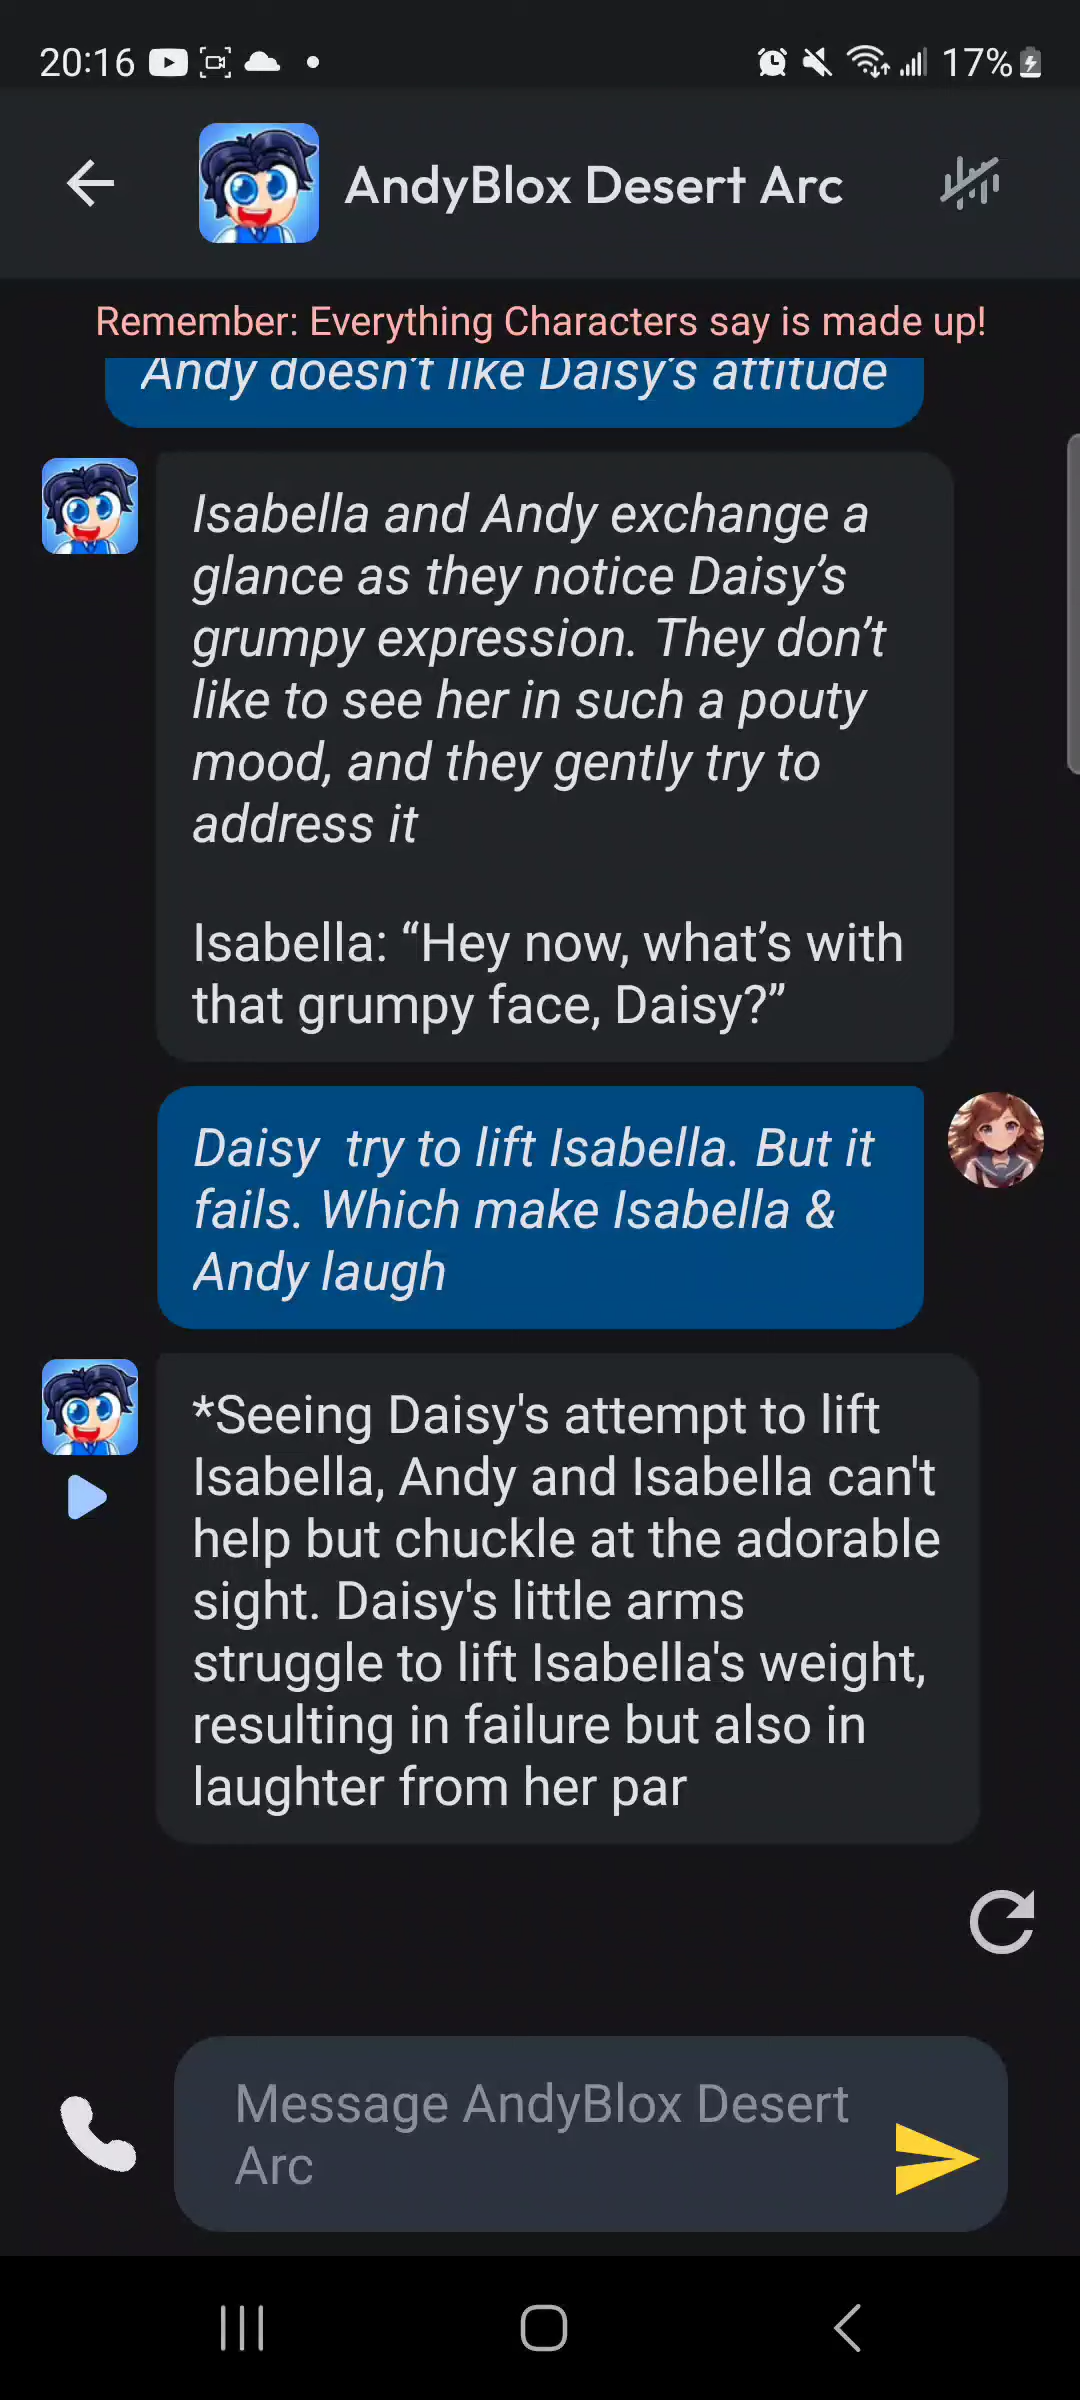 20:16
17%
AndyBlox Desert Arc
Remember: Everything Characters say is made up!
Andy doesn't like Daisy's attitude
Isabella and Andy exchange a
glance as they notice Daisy’s
grumpy expression. They don’t
like to see her in such a pouty
mood, and they gently try to
address it
Isabella: “Hey now, what’s with
that grumpy face, Daisy?”
Daisy  try to lift Isabella. But it
fails. Which make Isabella &
Andy laugh
*Seeing Daisy's attempt to lift
Isabella, Andy and Isabella can't
help but chuckle at the adorable
sight. Daisy's little arms
struggle to lift Isabella's weight,
resulting in failure but also in
laughter from her par
Message AndyBlox Desert
Arc